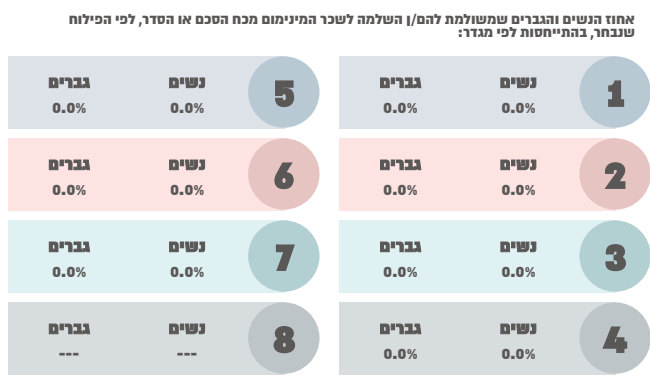 אחוז הנשים והגברים שמשולמת להם/ן השלמה לשכר המינימום מכח הסכם או הסדר, לפי הפילוח
שנבחר, בהתייחסות לפי מגדר:
1 נשים גברים
0.0% 0.0%
2 נשים גברים
0.0% 0.0%
3 נשים גברים
0.0% 0.0%
4 נשים גברים
0.0% 0.0%
5 נשים גברים
0.0% 0.0%
6 נשים גברים
0.0% 0.0%
7 נשים גברים
0.0% 0.0%
8 נשים גברים
--- ---